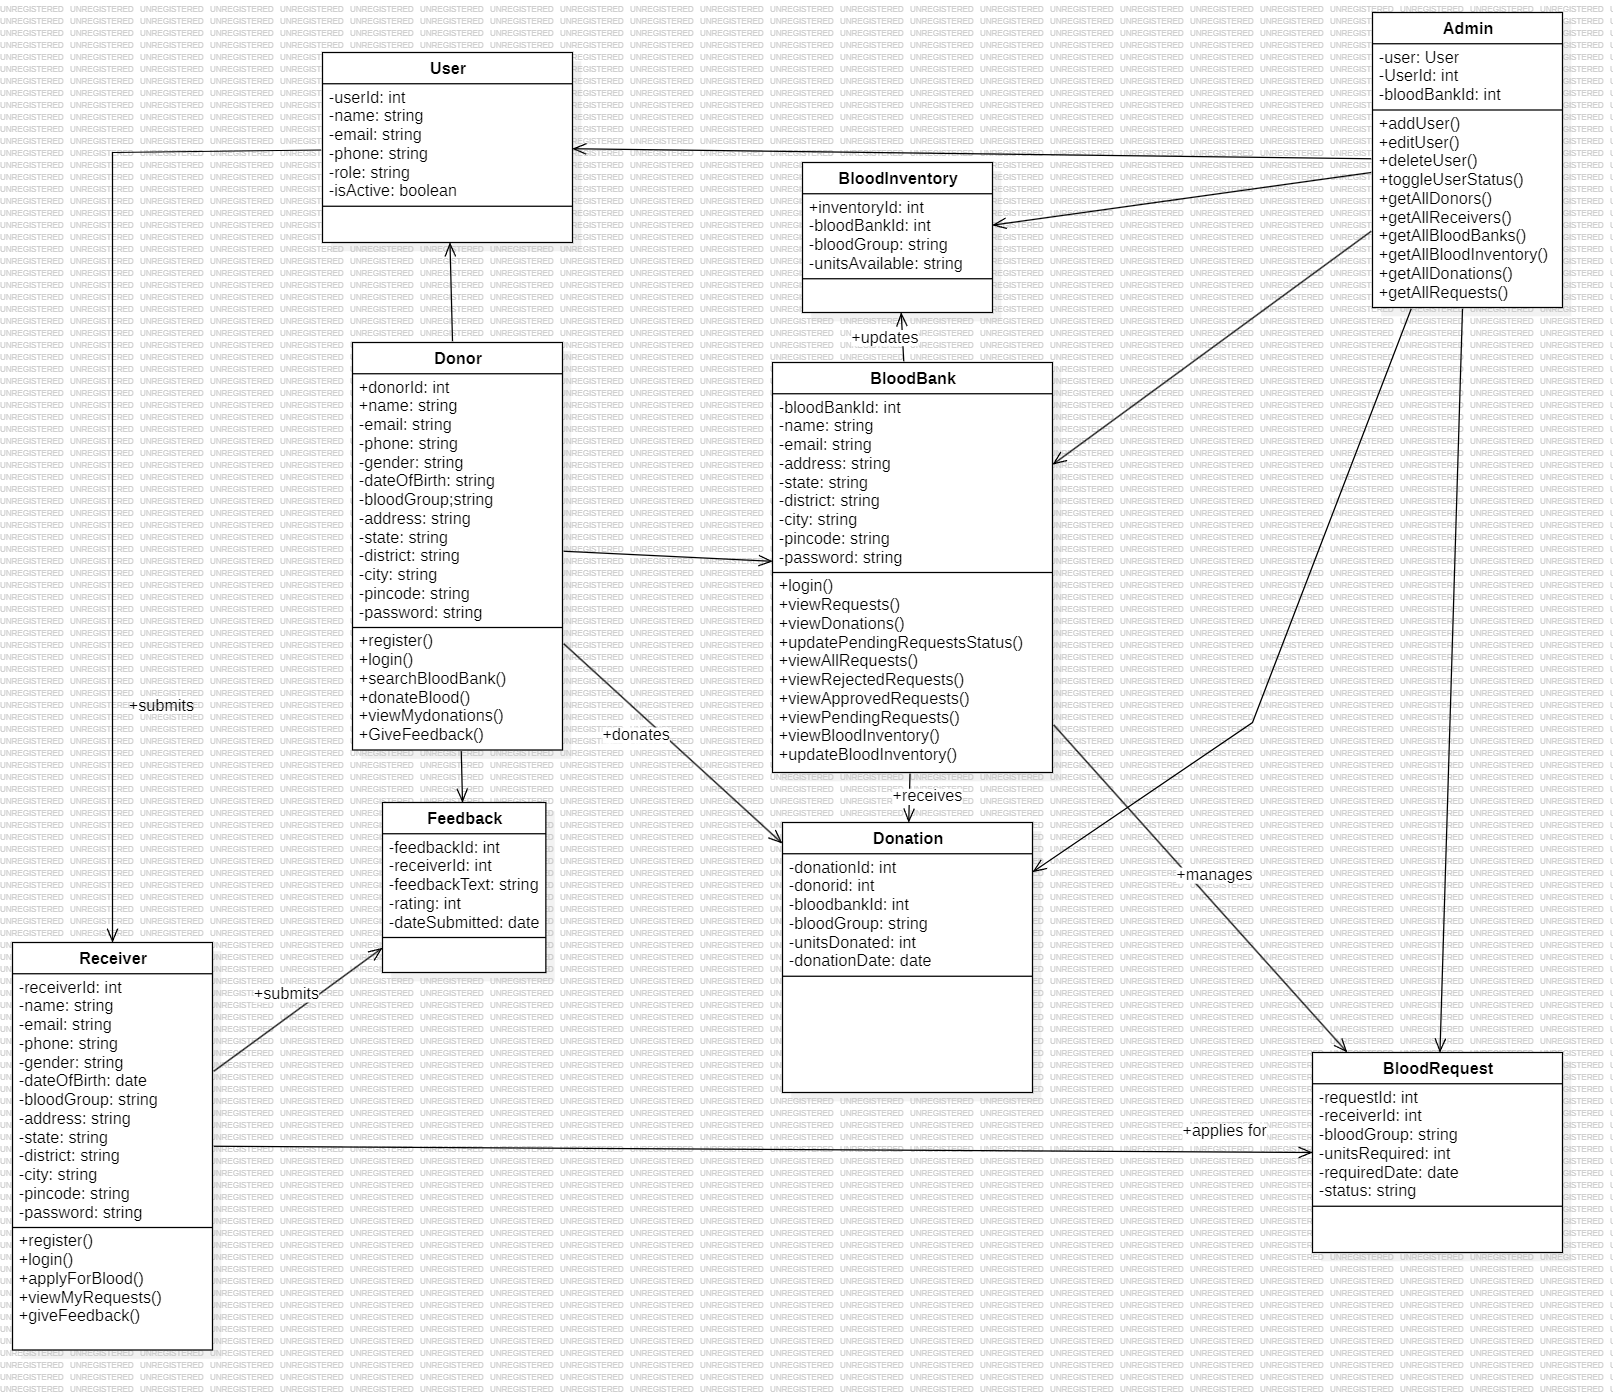 User
-userId: int
-name: string
-email: string
-phone: string
-role: string
-isActive: boolean
Admin
-user: User
-UserId: int
-bloodBankId: int
+addUser()
+editUser()
+deleteUser()
+toggleUserStatus()
+getAllDonors()
+getAllReceivers()
+getAllBloodBanks()
+getAllBloodInventory()
+getAllDonations()
+getAllRequests()
BloodInventory
+inventoryId: int
-bloodBankId: int
-bloodGroup: string
-unitsAvailable: string
+updates
Donor
+donorId: int
+name: string
-email: string
-phone: string
-gender: string
-dateOfBirth: string
-bloodGroup;string
-address: string
-state: string
-district: string
-city: string
-pincode: string
-password: string
+register()
+login()
+searchBloodBank()
+donateBlood()
+viewMydonations()
+GiveFeedback()
BloodBank
-bloodBankId: int
-name: string
-email: string
-address: string
-state: string
-district: string
-city: string
-pincode: string
-password: string
+login()
+viewRequests()
+viewDonations()
+updatePendingRequestsStatus()
+viewAllRequests()
+viewRejectedRequests()
+viewApprovedRequests()
+viewPendingRequests()
+viewBloodInventory()
+updateBloodInventory()
+submits
+donates
+receives
+manages
Feedback
-feedbackId: int
-receiverId: int
-feedbackText: string
-rating: int
-dateSubmitted: date
Donation
-donationId: int
-donorid: int
-bloodbankId: int
-bloodGroup: string
-unitsDonated: int
-donationDate: date
+submits
Receiver
-receiverId: int
-name: string
-email: string
-phone: string
-gender: string
-dateOfBirth: date
-bloodGroup: string
-address: string
-state: string
-district: string
-city: string
-pincode: string
-password: string
+register()
+login()
+applyForBlood()
+viewMyRequests()
+giveFeedback()
+applies for
BloodRequest
-requestId: int
-receiverId: int
-bloodGroup: string
-unitsRequired: int
-requiredDate: date
-status: string
UNREGISTERED